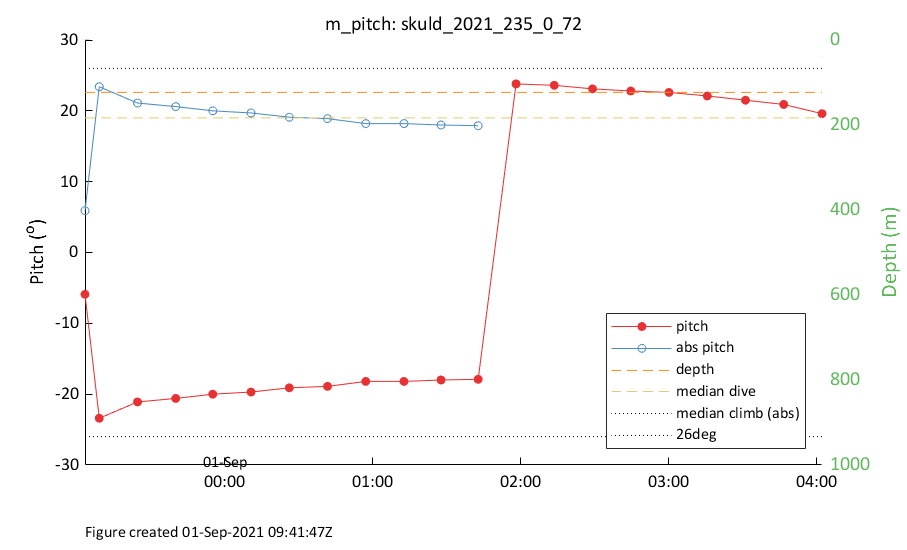 m_pitch: skuld_2021_235_0_72
30
20
10
0
-10
-20
-30
Pitch (°)
0
200
400
600
800
1000
Depth (m)
pitch
abs pitch
depth
median dive
median climb (abs)
26deg
01-Sep
00:00 01:00 02:00 03:00 04:00
Figure created 01-Sep-2021 09:41:47Z